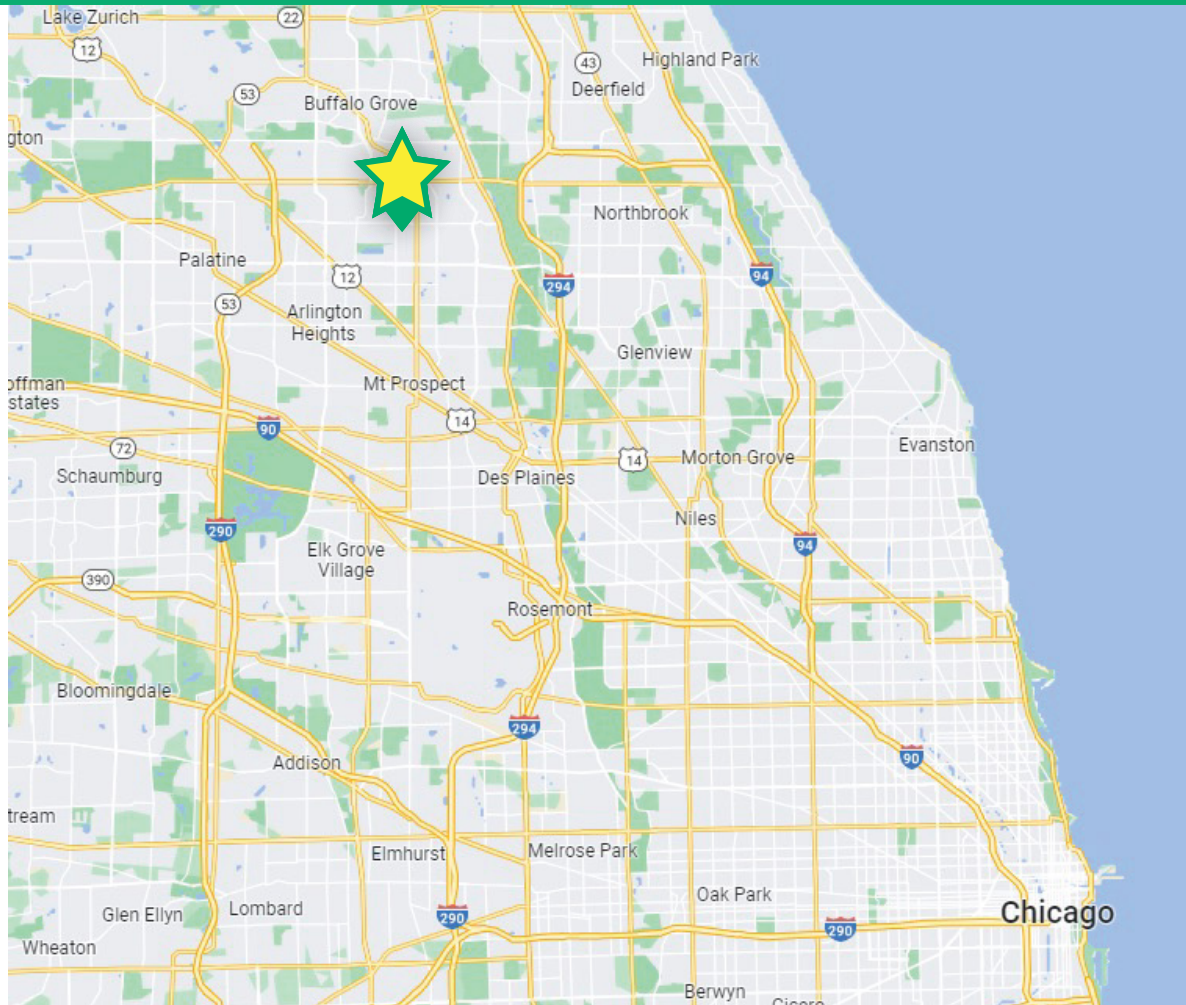 Lake Zurich
22
12
43
Highland Park
Deerfield
53
Buffalo Grove
gton
Northbrook
Palatine
12
294
94
53
Arlington
Heights
Glenview
offman
states
Mt Prospect
14
90
72
Evanston
14
Morton Grove
Schaumburg
Des Plaines
290
Niles
94
Elk Grove
Village
390
Rosemont
Bloomingdale
294
90
Addison
tream
Elmhurst
Melrose Park
Oak Park
Glen Ellyn
Lombard
290
Chicago
290
Wheaton
Berwyn
Cicero